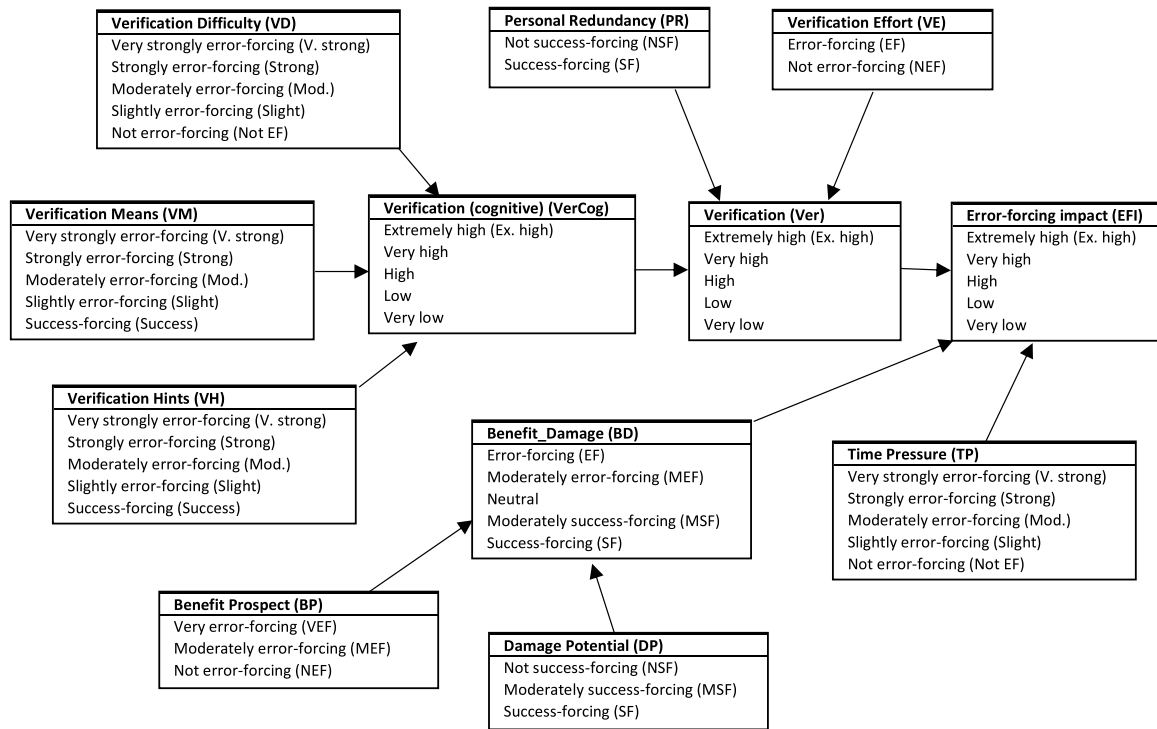 Verification Difficulty (VD)
Very strongly error-forcing (V. strong)
Strongly error-forcing (Strong)
Moderately error-forcing (Mod.)
Slightly error-forcing (Slight)
Not error-forcing (Not EF)
Personal Redundancy (PR)
Not success-forcing (NSF)
Success-forcing (SF)
Verification Effort (VE)
Error-forcing (EF)
Not error-forcing (NEF)
Verification Means (VM)
Very strongly error-forcing (V. strong)
Strongly error-forcing (Strong)
Moderately error-forcing (Mod.)
Slightly error-forcing (Slight)
Success-forcing (Success)
Verification (cognitive) (VerCog)
Extremely high (Ex. high)
Very high
High
Low
Very low
Verification (Ver)
Extremely high (Ex. high)
Very high
High
Low
Very low
Error-forcing impact (EFI)
Extremely high (Ex. high)
Very high
High
Low
Very low
Verification Hints (VH)
Very strongly error-forcing (V. strong)
Strongly error-forcing (Strong)
Moderately error-forcing (Mod.)
Slightly error-forcing (Slight)
Success-forcing (Success)
Benefit_Damage (BD)
Error-forcing (EF)
Moderately error-forcing (MEF)
Neutral
Moderately success-forcing (MSF)
Success-forcing (SF)
Time Pressure (TP)
Very strongly error-forcing (V. strong)
Strongly error-forcing (Strong)
Moderately error-forcing (Mod.)
Slightly error-forcing (Slight)
Not error-forcing (Not EF)
Benefit Prospect (BP)
Very error-forcing (VEF)
Moderately error-forcing (MEF)
Not error-forcing (NEF)
Damage Potential (DP)
Not success-forcing (NSF)
Moderately success-forcing (MSF)
Success-forcing (SF)